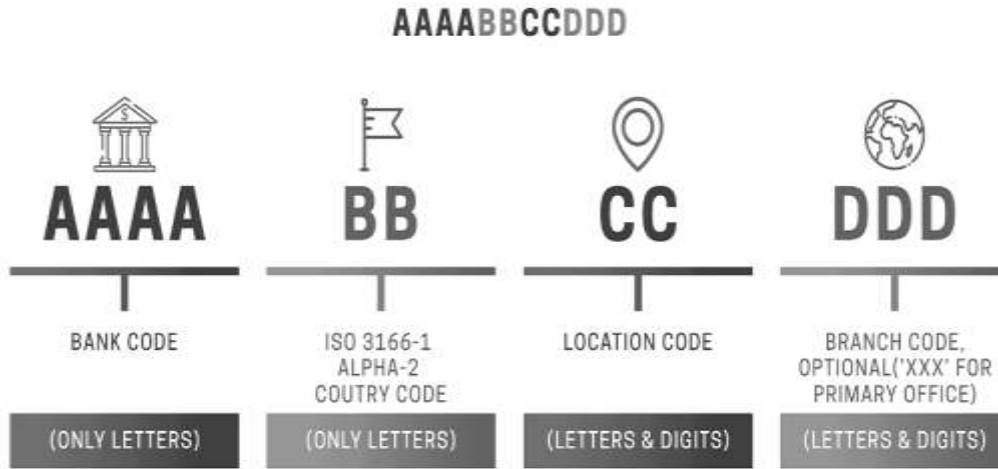 AAAABBCCDDD
$
AAAA
BB
CC
DDD
BANK CODE
ISO 3166-1
ALPHA-2
COUTRY CODE
LOCATION CODE
BRANCH CODE,
OPTIONAL('XXX' FOR
PRIMARY OFFICE)
(ONLY LETTERS)
(ONLY LETTERS)
(LETTERS & DIGITS)
(LETTERS & DIGITS)